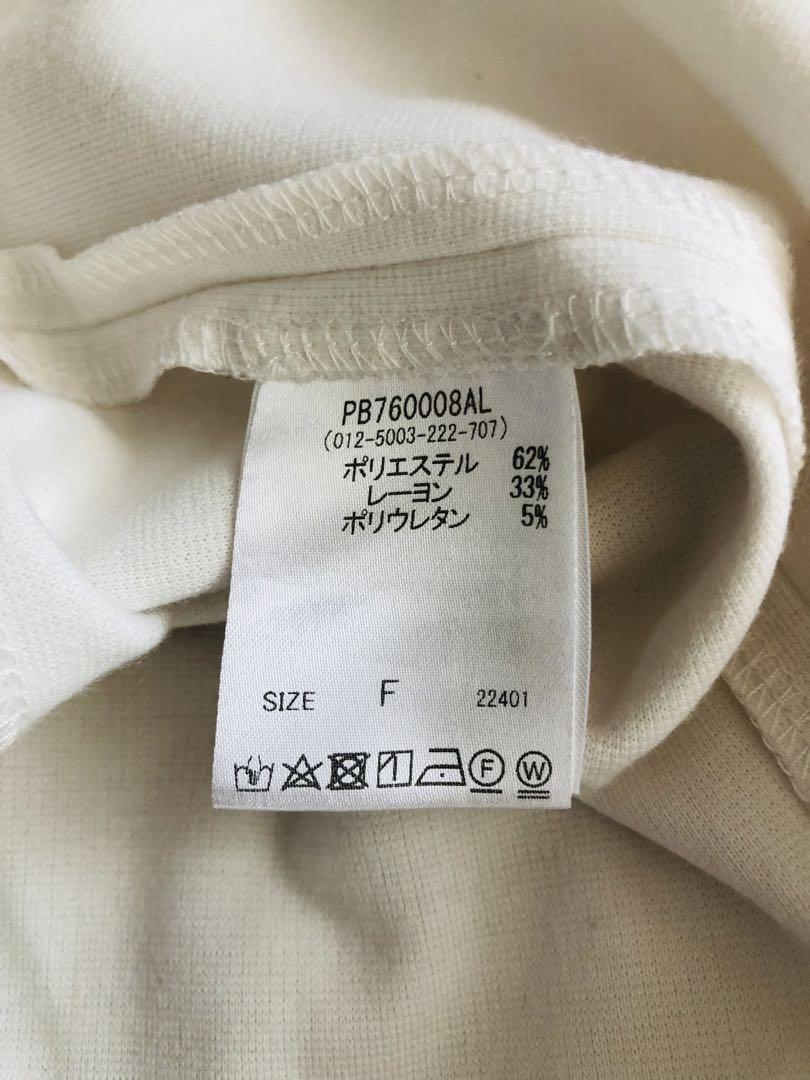 PB760008AL
(012-5003-222-707)
ポリエステル 62%
レーヨン 33%
ポリウレタン 5%
SIZE F 22401
F W